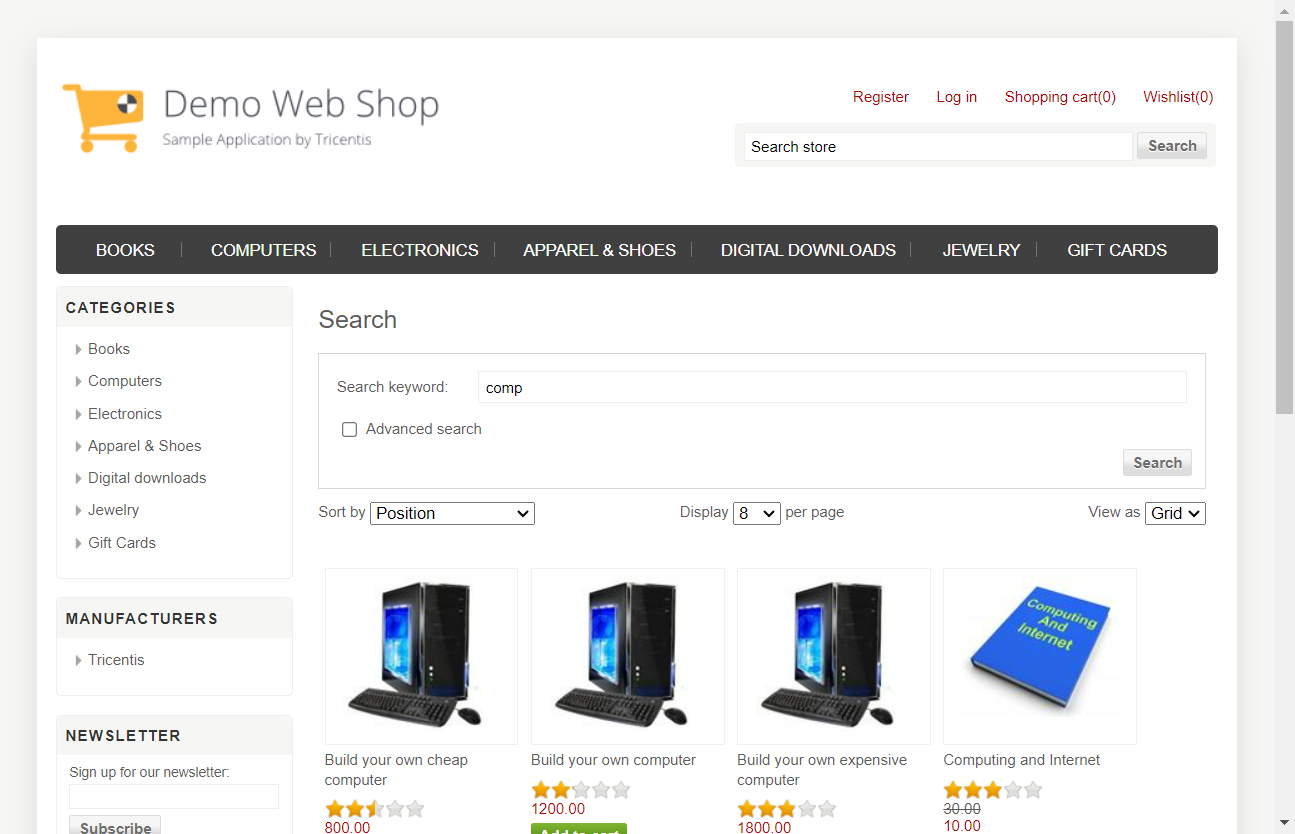 Demo Web Shop
Sample Application by Tricentis
Register Log in Shopping cart(0) Wishlist(0)
Search store Search
BOOKS COMPUTERS ELECTRONICS APPAREL & SHOES DIGITAL DOWNLOADS JEWELRY GIFT CARDS
CATEGORIES
Books
Computers
Electronics
Apparel & Shoes
Digital downloads
Jewelry
Gift Cards
MANUFACTURERS
Tricentis
NEWSLETTER
Sign up for our newsletter:
Subscribe
Search
Search keyword: comp
Advanced search
Search
Sort by Position Display 8 per page View as Grid
Build your own cheap
computer
800.00
Build your own computer
1200.00
Add to cart
Build your own expensive
computer
1800.00
Computing
And
Internet
Computing and Internet
30.00
10.00